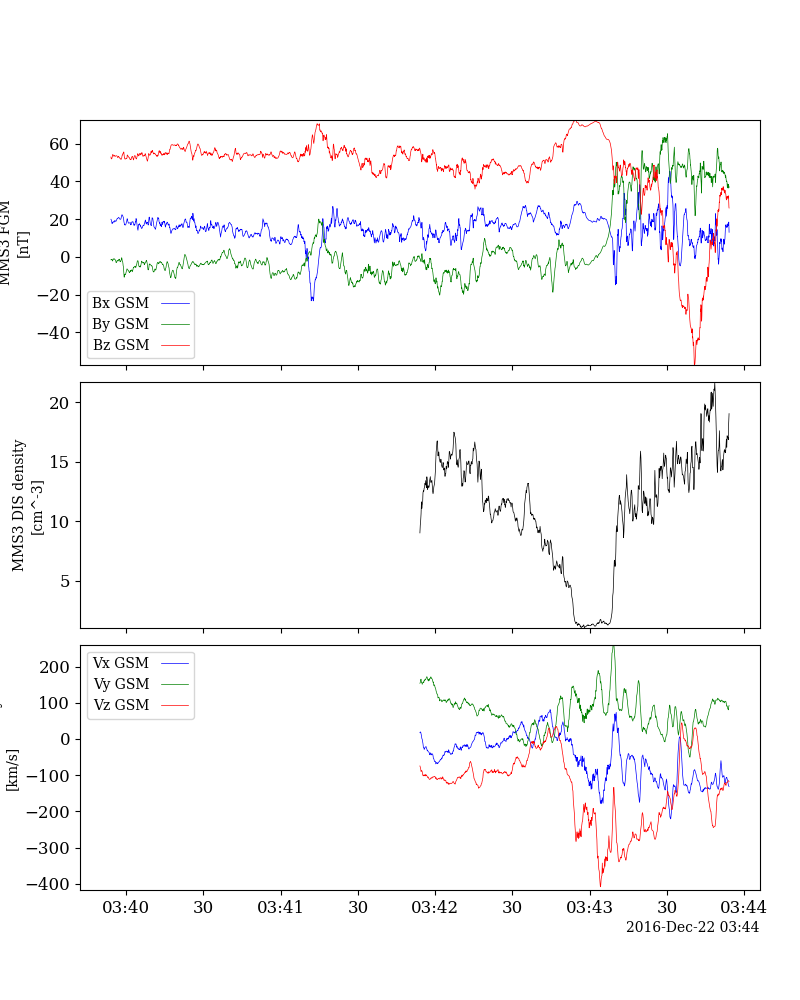 60
40
20
0
−20
−40
MMS3 FGM
[nT]
Bx GSM
By GSM
Bz GSM
20
15
10
5
MMS3 DIS density
[cm^-3]
200
100
0
−100
−200
−300
−400
[km/s]
Vx GSM
Vy GSM
Vz GSM
03:40 30 03:41 30 03:42 30 03:43 30 03:44
2016-Dec-22 03:44